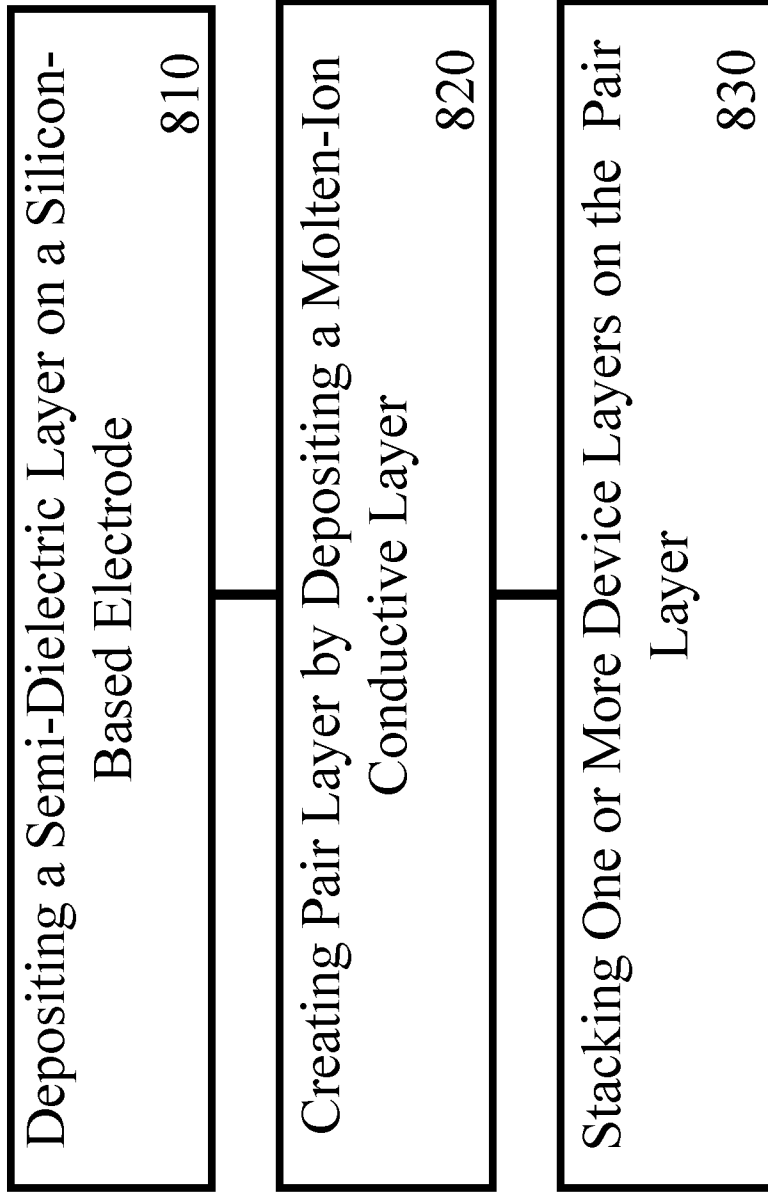 Depositing a Semi-Dielectric Layer on a Silicon-
Based Electrode
810
Creating Pair Layer by Depositing a Molten-Ion
Conductive Layer
820
Stacking One or More Device Layers on the Pair
Layer
830